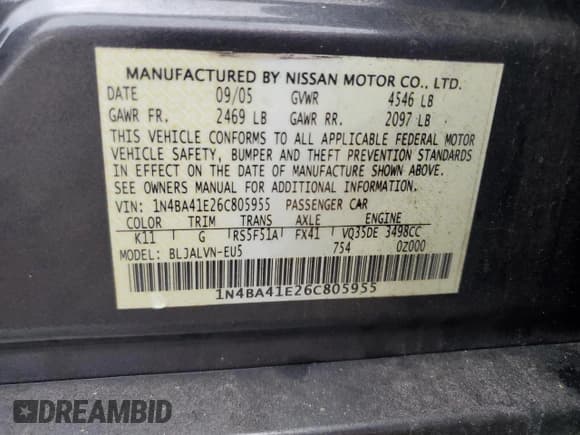 MANUFACTURED BY NISSAN MOTOR CO., LTD.
DATE 09/05 GVWR 4546 LB
GAWR FR. 2469 LB GAWR RR. 2097 LB
THIS VEHICLE CONFORMS TO ALL APPLICABLE FEDERAL MOTOR
VEHICLE SAFETY, BUMPER AND THEFT PREVENTION STANDARDS
IN EFFECT ON THE DATE OF MANUFACTURE SHOWN ABOVE.
SEE OWNERS MANUAL FOR ADDITIONAL INFORMATION.
VIN: 1N4BA41E26C805955 PASSENGER CAR
COLOR TRIM TRANS AXLE ENGINE
K11 G RS5F51A FX41 VQ35DE 3498CC
MODEL: BLJALVN-EU5 754 0Z000
1N4BA41E26C805955
DREAMBID